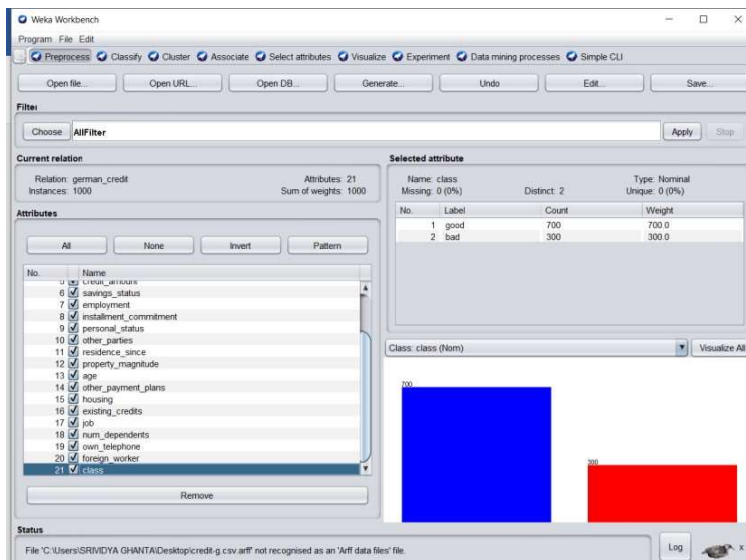 Weka Workbench
Program File Edit
Preprocess Classify Cluster Associate Select attributes Visualize Experiment Data mining processes Simple CLI
Open file... Open URL... Open DB... Generate... Undo Edit... Save...
Filter
Choose AllFilter Apply Stop
Current relation
Relation: german_credit Attributes: 21
Instances: 1000 Sum of weights: 1000
Attributes
All None Invert Pattern
No. Name
5 credit_amount
6 savings_status
7 employment
8 installment_commitment
9 personal_status
10 other_parties
11 residence_since
12 property_magnitude
13 age
14 other_payment_plans
15 housing
16 existing_credits
17 job
18 num_dependents
19 own_telephone
20 foreign_worker
21 class
Remove
Selected attribute
Name: class Type: Nominal
Missing: 0 (0%) Distinct: 2 Unique: 0 (0%)
No. Label Count Weight
1 good 700 700.0
2 bad 300 300.0
Class: class (Nom) Visualize All
700
300
Status
File 'C:\Users\SRIVIDYA GHANTA\Desktop\credit-g.csv.arff' not recognised as an 'Arff data files' file.
Log x